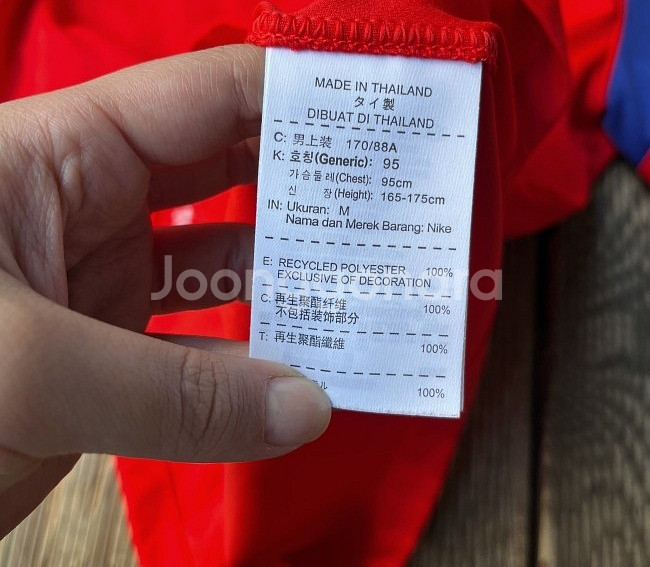 MADE IN THAILAND
タイ製
DIBUAT DI THAILAND
C: 男上装 170/88A
K: 호칭(Generic): 95
가슴둘레(Chest): 95cm
신 장(Height): 165-175cm
IN: Ukuran: M
Nama dan Merek Barang: Nike
E: RECYCLED POLYESTER 100%
EXCLUSIVE OF DECORATION
C: 再生聚酯纤维 100%
不包括装饰部分
T: 再生聚酯纖維 100%
ル 100%